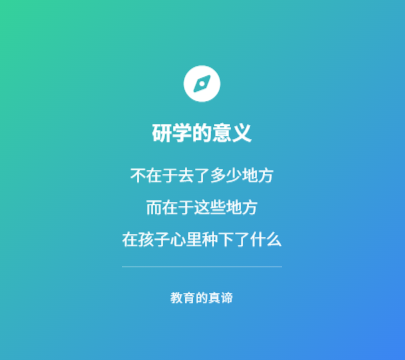 研学的意义
不在于去了多少地方
而在于这些地方
在孩子心里种下了什么
教育的真谛